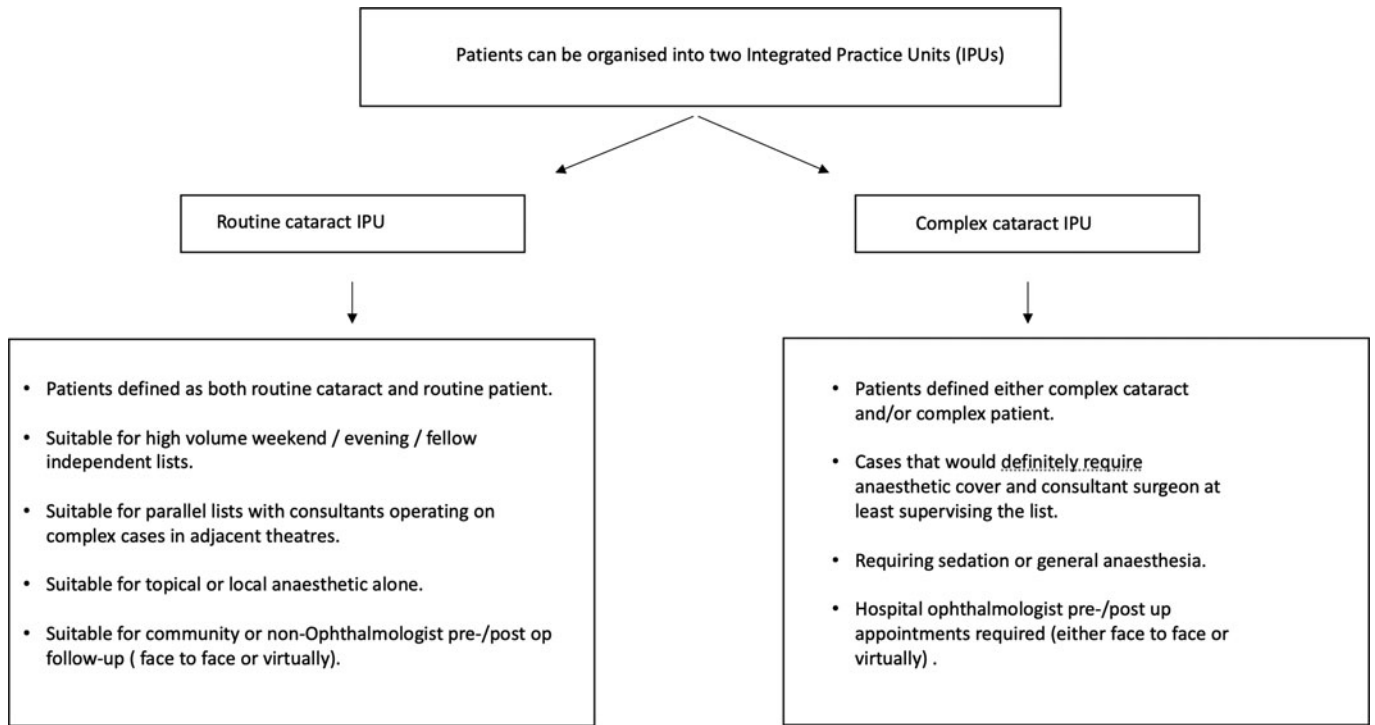 Patients can be organised into two Integrated Practice Units (IPUs)
Routine cataract IPU
Complex cataract IPU
• Patients defined as both routine cataract and routine patient.
• Suitable for high volume weekend / evening / fellow
independent lists.
• Suitable for parallel lists with consultants operating on
complex cases in adjacent theatres.
• Suitable for topical or local anaesthetic alone.
• Suitable for community or non-Ophthalmologist pre-/post op
follow-up ( face to face or virtually).
• Patients defined either complex cataract
and/or complex patient.
• Cases that would definitely require
anaesthetic cover and consultant surgeon at
least supervising the list.
• Requiring sedation or general anaesthesia.
• Hospital ophthalmologist pre-/post up
appointments required (either face to face or
virtually) .